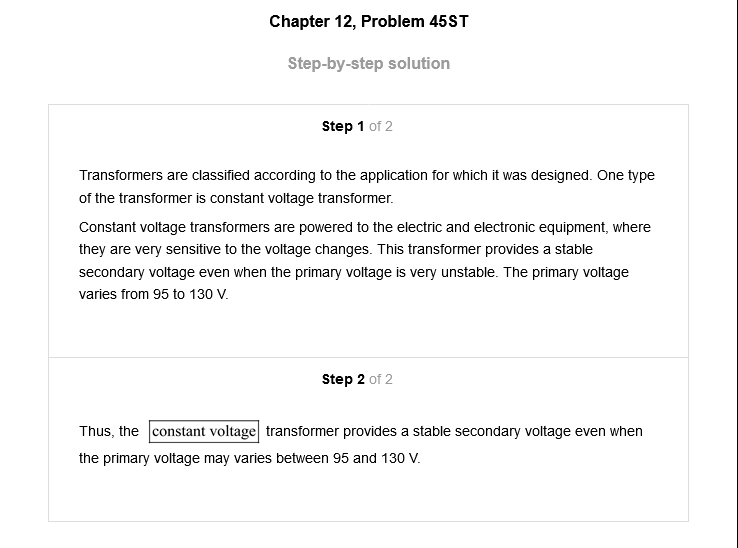 Chapter 12, Problem 45ST
Step-by-step solution
Step 1 of 2
Transformers are classified according to the application for which it was designed. One type
of the transformer is constant voltage transformer.
Constant voltage transformers are powered to the electric and electronic equipment, where
they are very sensitive to the voltage changes. This transformer provides a stable
secondary voltage even when the primary voltage is very unstable. The primary voltage
varies from 95 to 130 V.
Step 2 of 2
Thus, the constant voltage transformer provides a stable secondary voltage even when
the primary voltage may varies between 95 and 130 V.